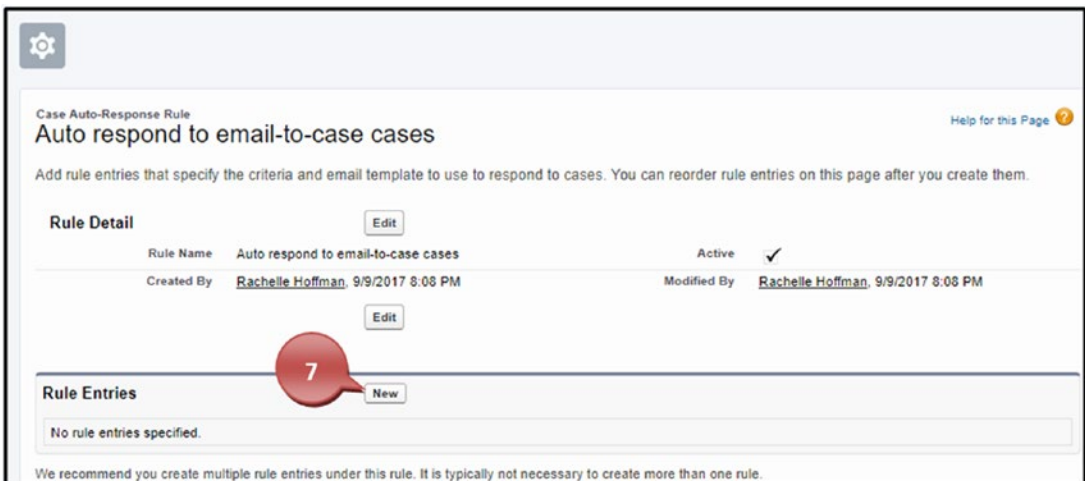 Case Auto-Response Rule
Auto respond to email-to-case cases
Help for this Page
Add rule entries that specify the criteria and email template to use to respond to cases. You can reorder rule entries on this page after you create them.
Rule Detail
Edit
Rule Name Auto respond to email-to-case cases Active
Created By Rachelle Hoffman, 9/9/2017 8:08 PM Modified By Rachelle Hoffman, 9/9/2017 8:08 PM
Edit
7
Rule Entries New
No rule entries specified.
We recommend you create multiple rule entries under this rule. It is typically not necessary to create more than one rule.